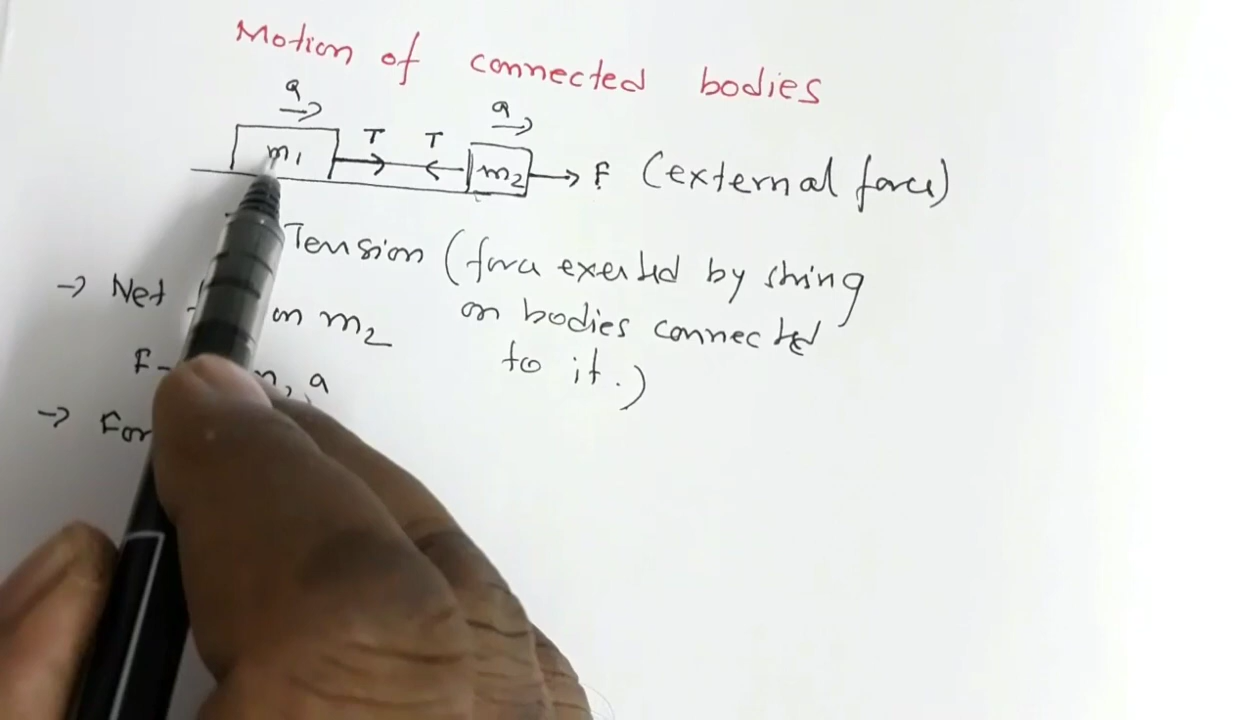 Motion of connected bodies
a a
m1 T T m2 F (external force)
Tension (force exerted by string
on bodies connected
to it.)
→ Net on m2
F- a
→ For